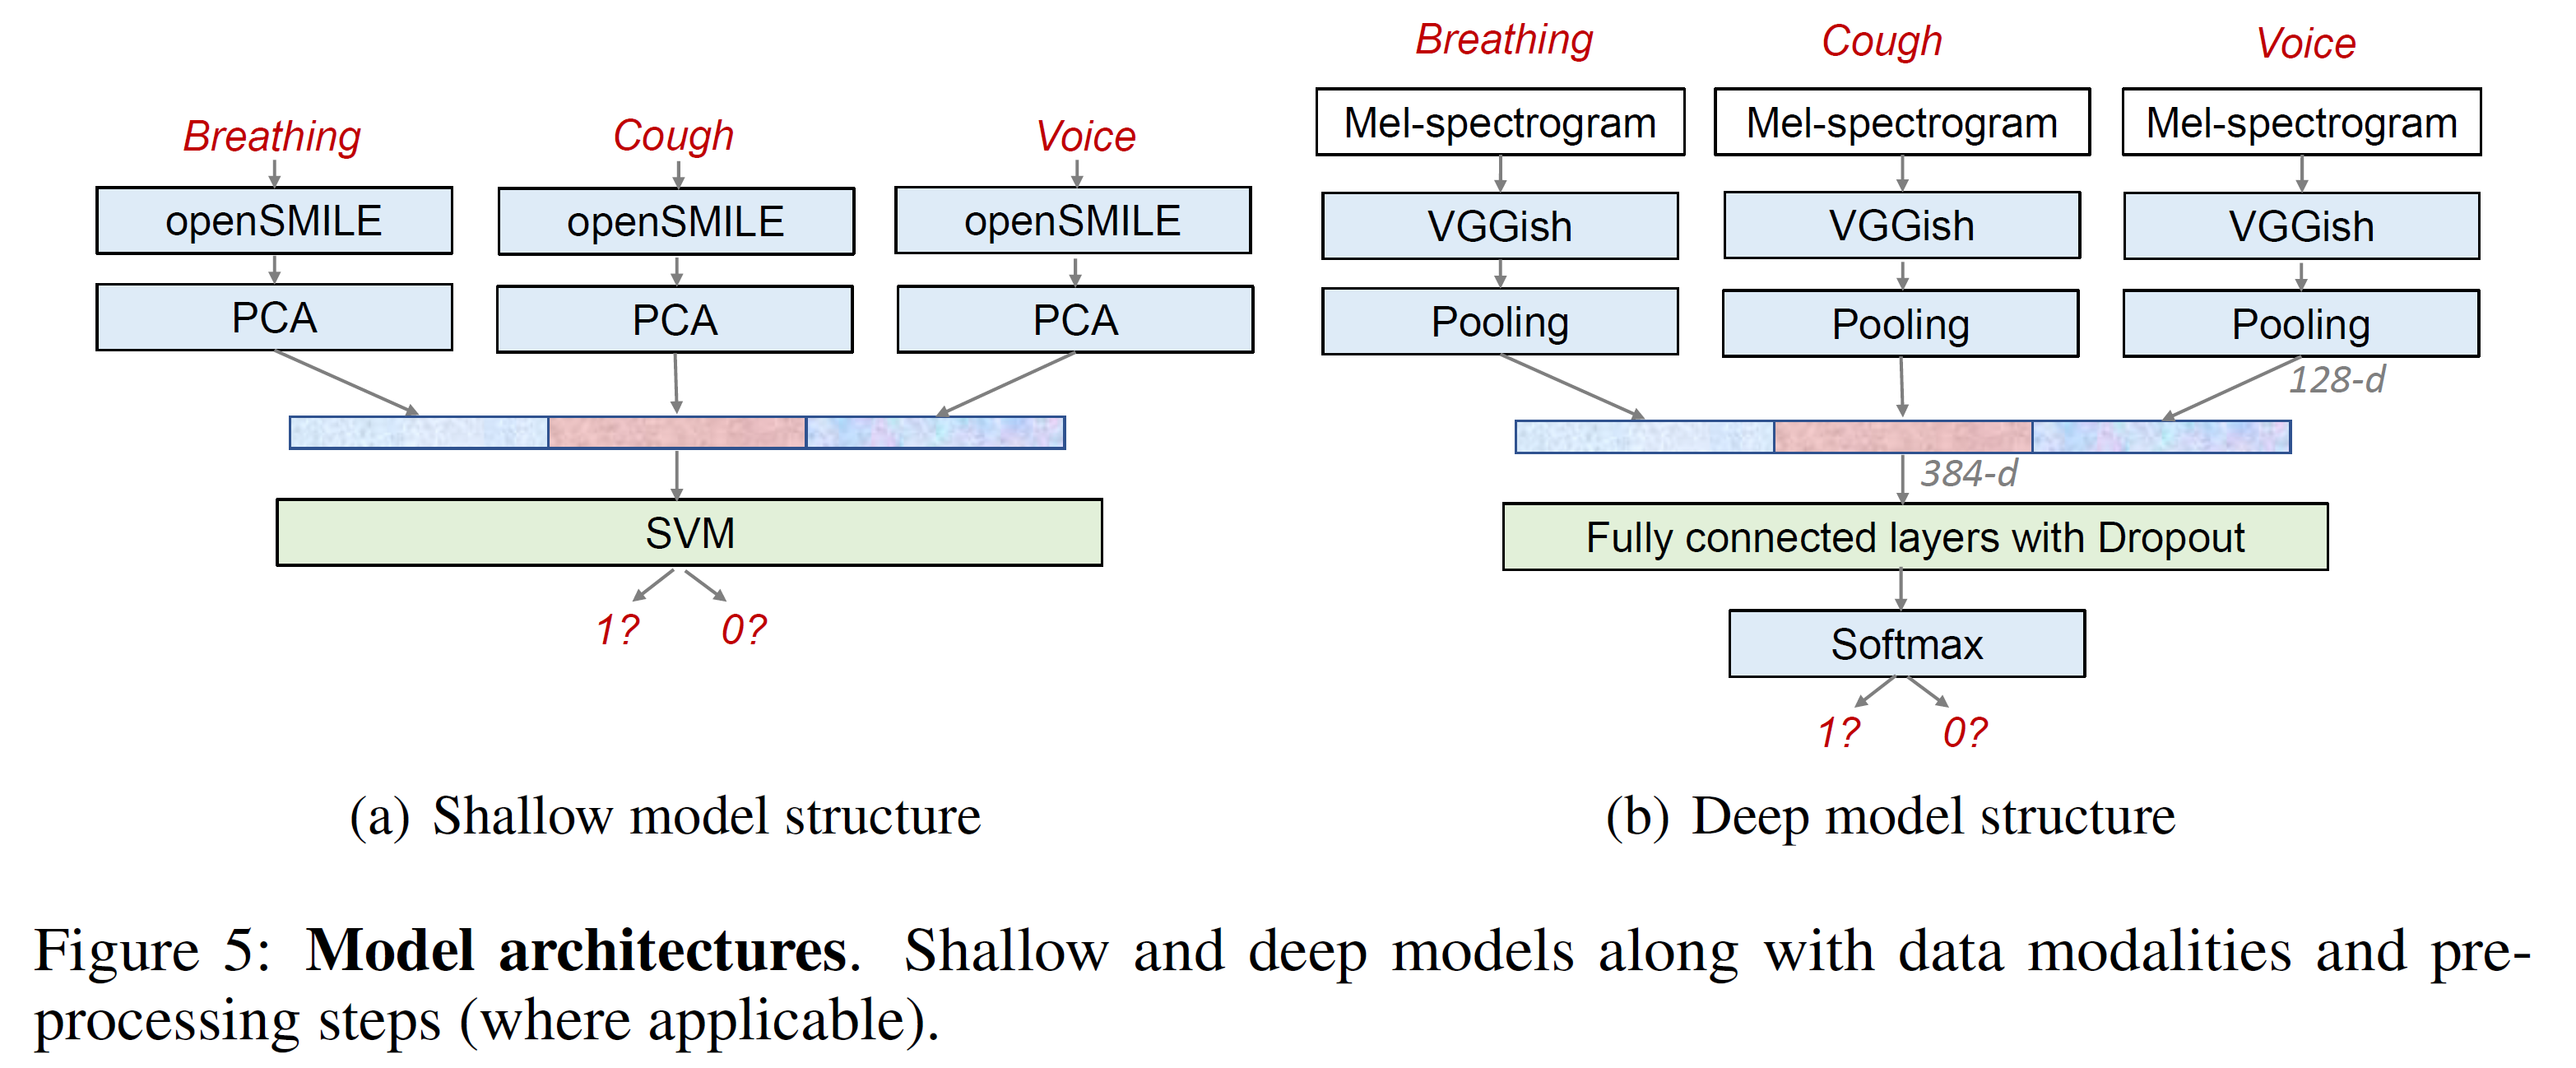 Breathing Cough Voice
openSMILE openSMILE openSMILE
PCA PCA PCA
SVM
1? 0?
(a) Shallow model structure
Breathing Cough Voice
Mel-spectrogram Mel-spectrogram Mel-spectrogram
VGGish VGGish VGGish
Pooling Pooling Pooling
128-d
384-d
Fully connected layers with Dropout
Softmax
1? 0?
(b) Deep model structure
Figure 5: Model architectures. Shallow and deep models along with data modalities and pre-
processing steps (where applicable).